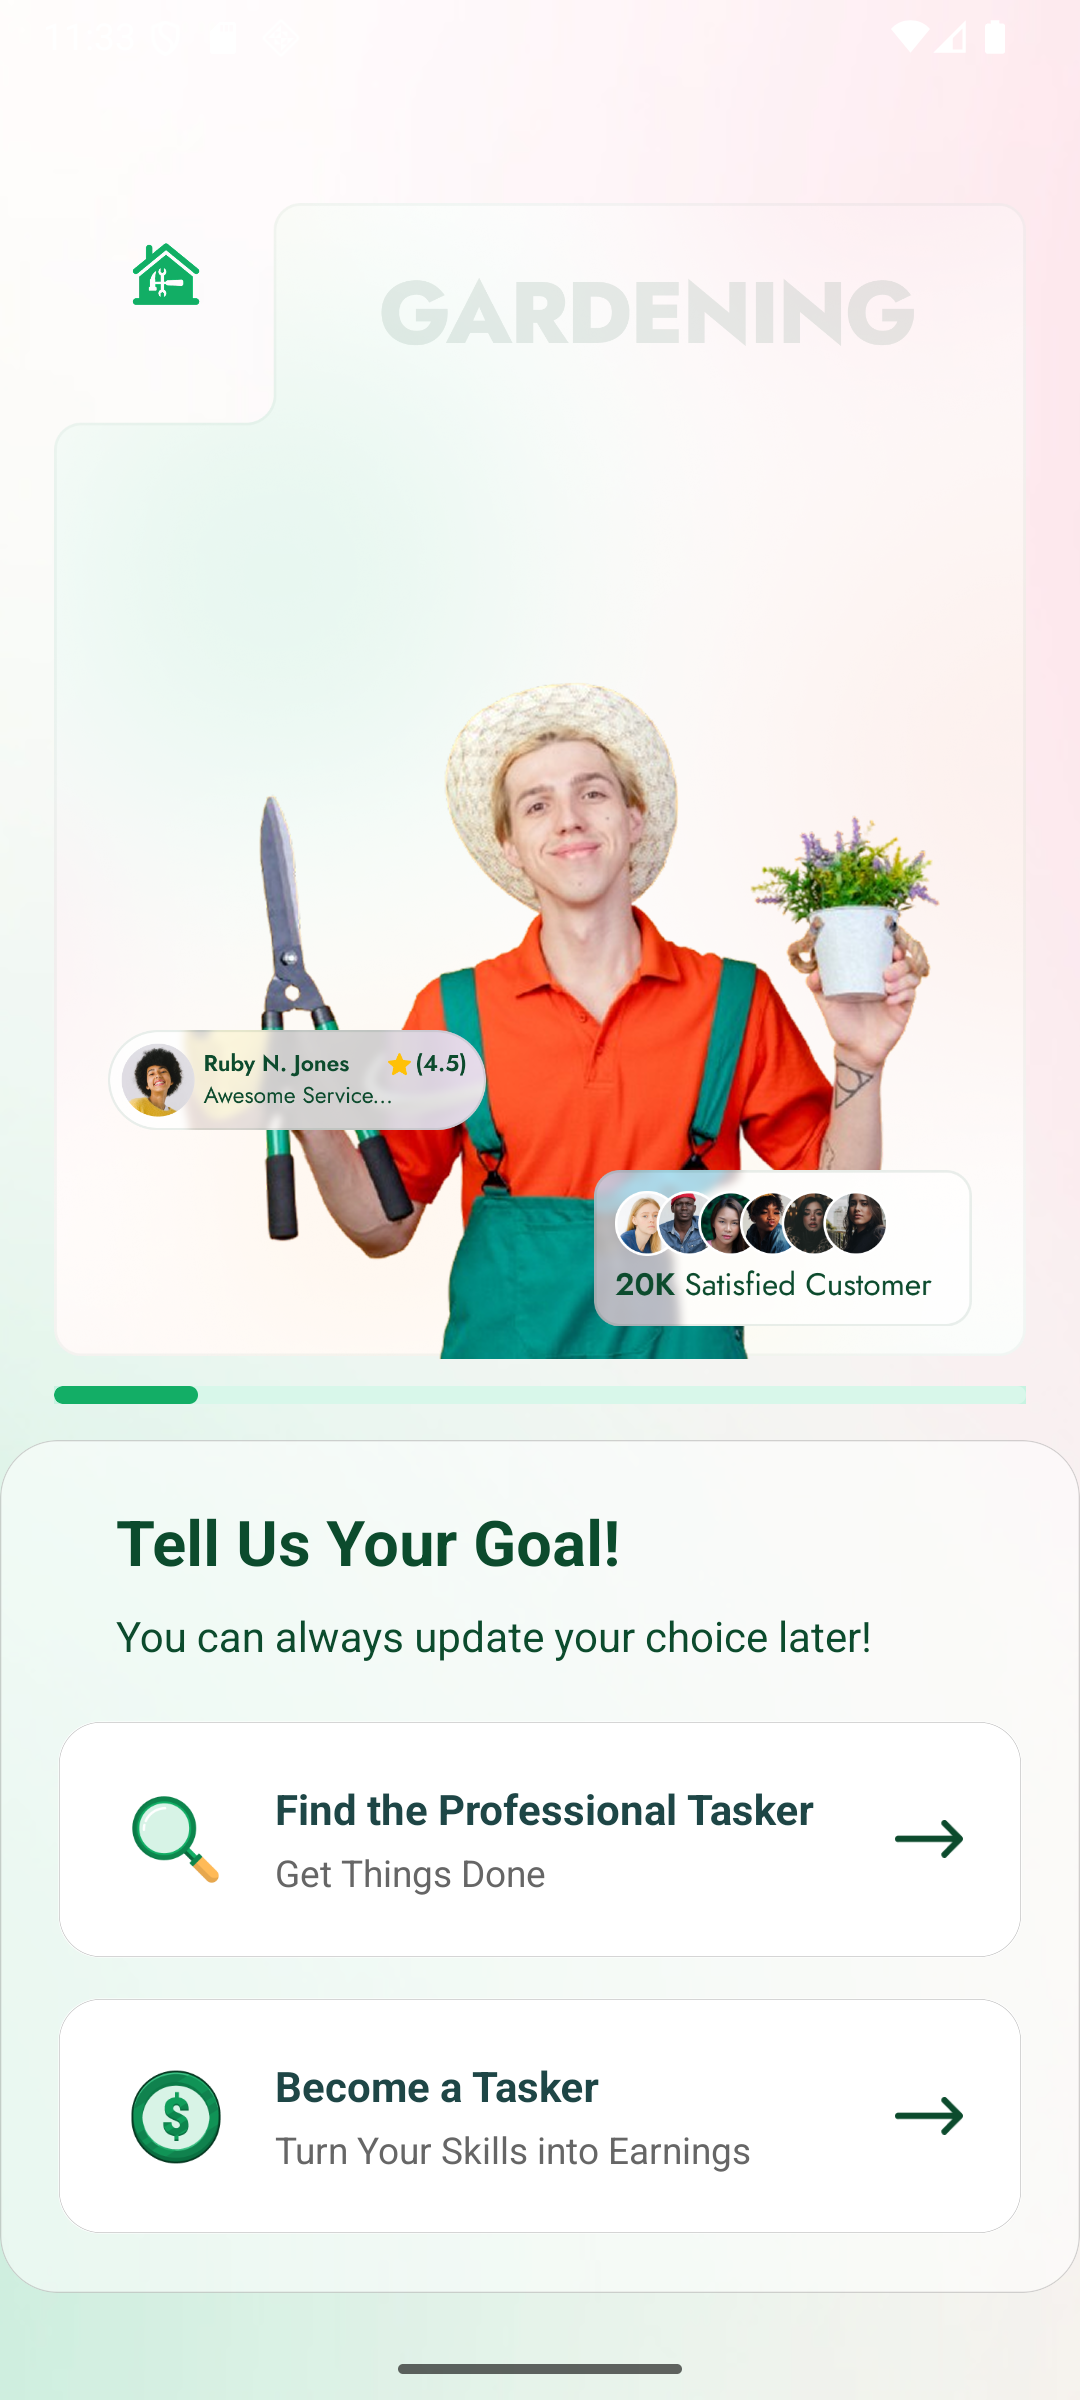 GARDENING
Ruby N. Jones (4.5)
Awesome Service...
20K Satisfied Customer
Tell Us Your Goal!
You can always update your choice later!
Find the Professional Tasker
Get Things Done
Become a Tasker
Turn Your Skills into Earnings